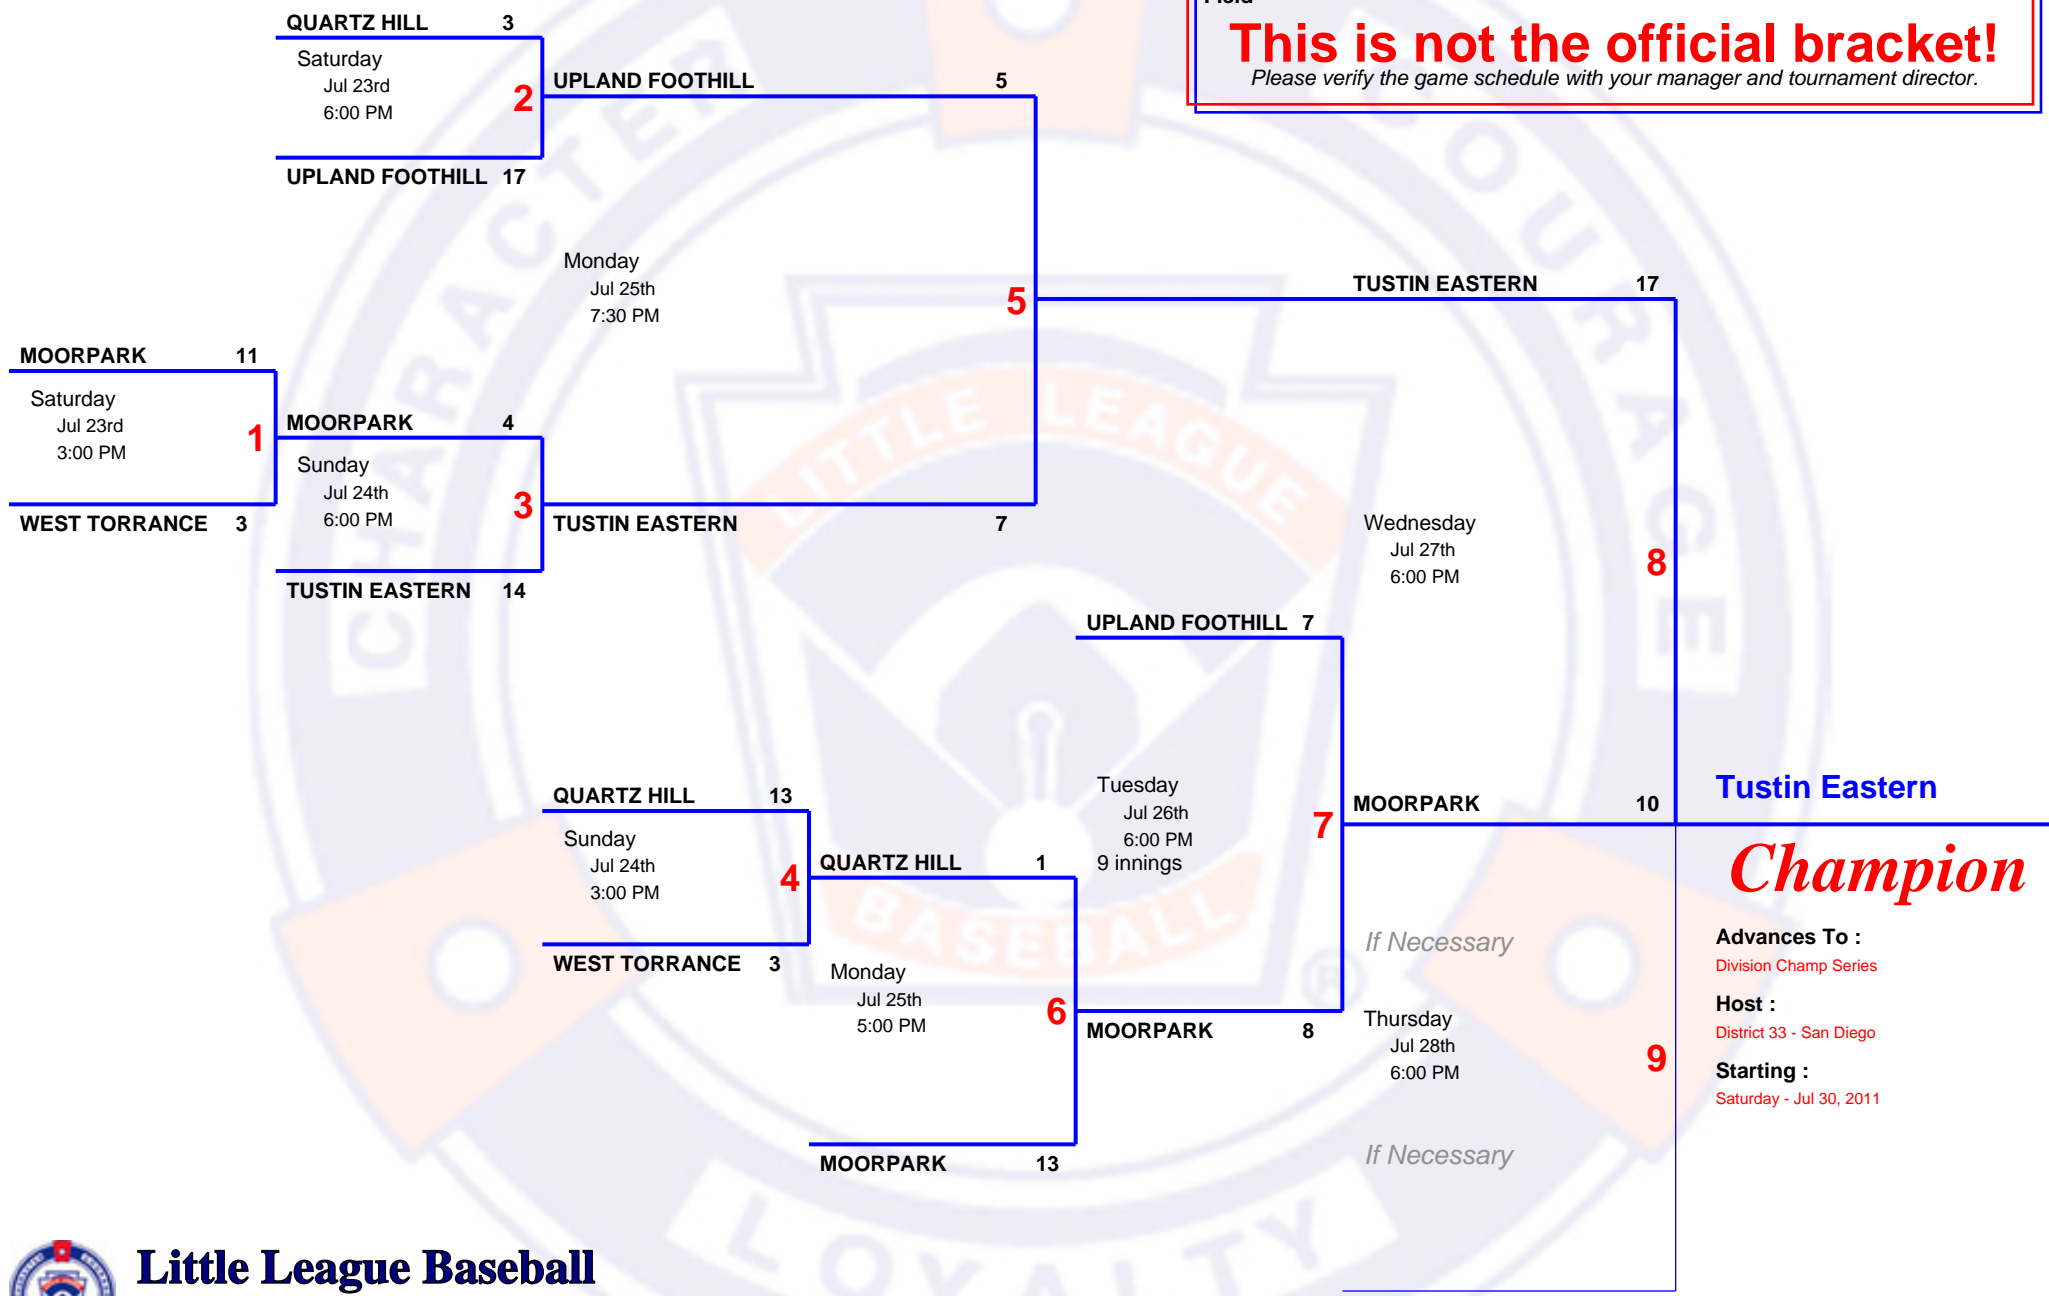 Field
This is not the official bracket!
Please verify the game schedule with your manager and tournament director.
QUARTZ HILL 3
Saturday
Jul 23rd
6:00 PM
2
UPLAND FOOTHILL 17
UPLAND FOOTHILL 5
Monday
Jul 25th
7:30 PM
5
MOORPARK 11
Saturday
Jul 23rd
3:00 PM
1
WEST TORRANCE 3
MOORPARK 4
Sunday
Jul 24th
6:00 PM
3
TUSTIN EASTERN 14
TUSTIN EASTERN 7
TUSTIN EASTERN 17
Wednesday
Jul 27th
6:00 PM
8
UPLAND FOOTHILL 7
Tuesday
Jul 26th
6:00 PM
9 innings
7
QUARTZ HILL 13
Sunday
Jul 24th
3:00 PM
4
WEST TORRANCE 3
QUARTZ HILL 1
Monday
Jul 25th
5:00 PM
6
MOORPARK 13
MOORPARK 8
MOORPARK 10
If Necessary
Thursday
Jul 28th
6:00 PM
9
If Necessary
Tustin Eastern
Champion
Advances To :
Division Champ Series
Host :
District 33 - San Diego
Starting :
Saturday - Jul 30, 2011
CHARACTER
COURAGE
LOYALTY
LITTLE LEAGUE
BASEBALL
®
Little League Baseball